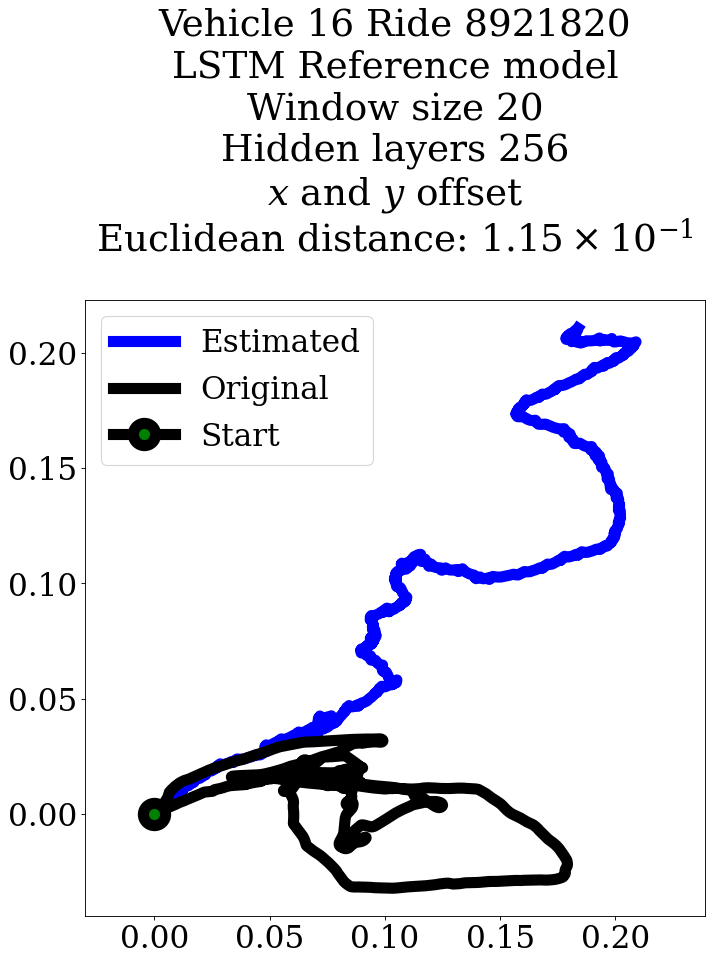 Vehicle 16 Ride 8921820
LSTM Reference model
Window size 20
Hidden layers 256
x and y offset
Euclidean distance: 1.15 × 10⁻¹
Estimated
Original
Start
0.20
0.15
0.10
0.05
0.00
0.00 0.05 0.10 0.15 0.20